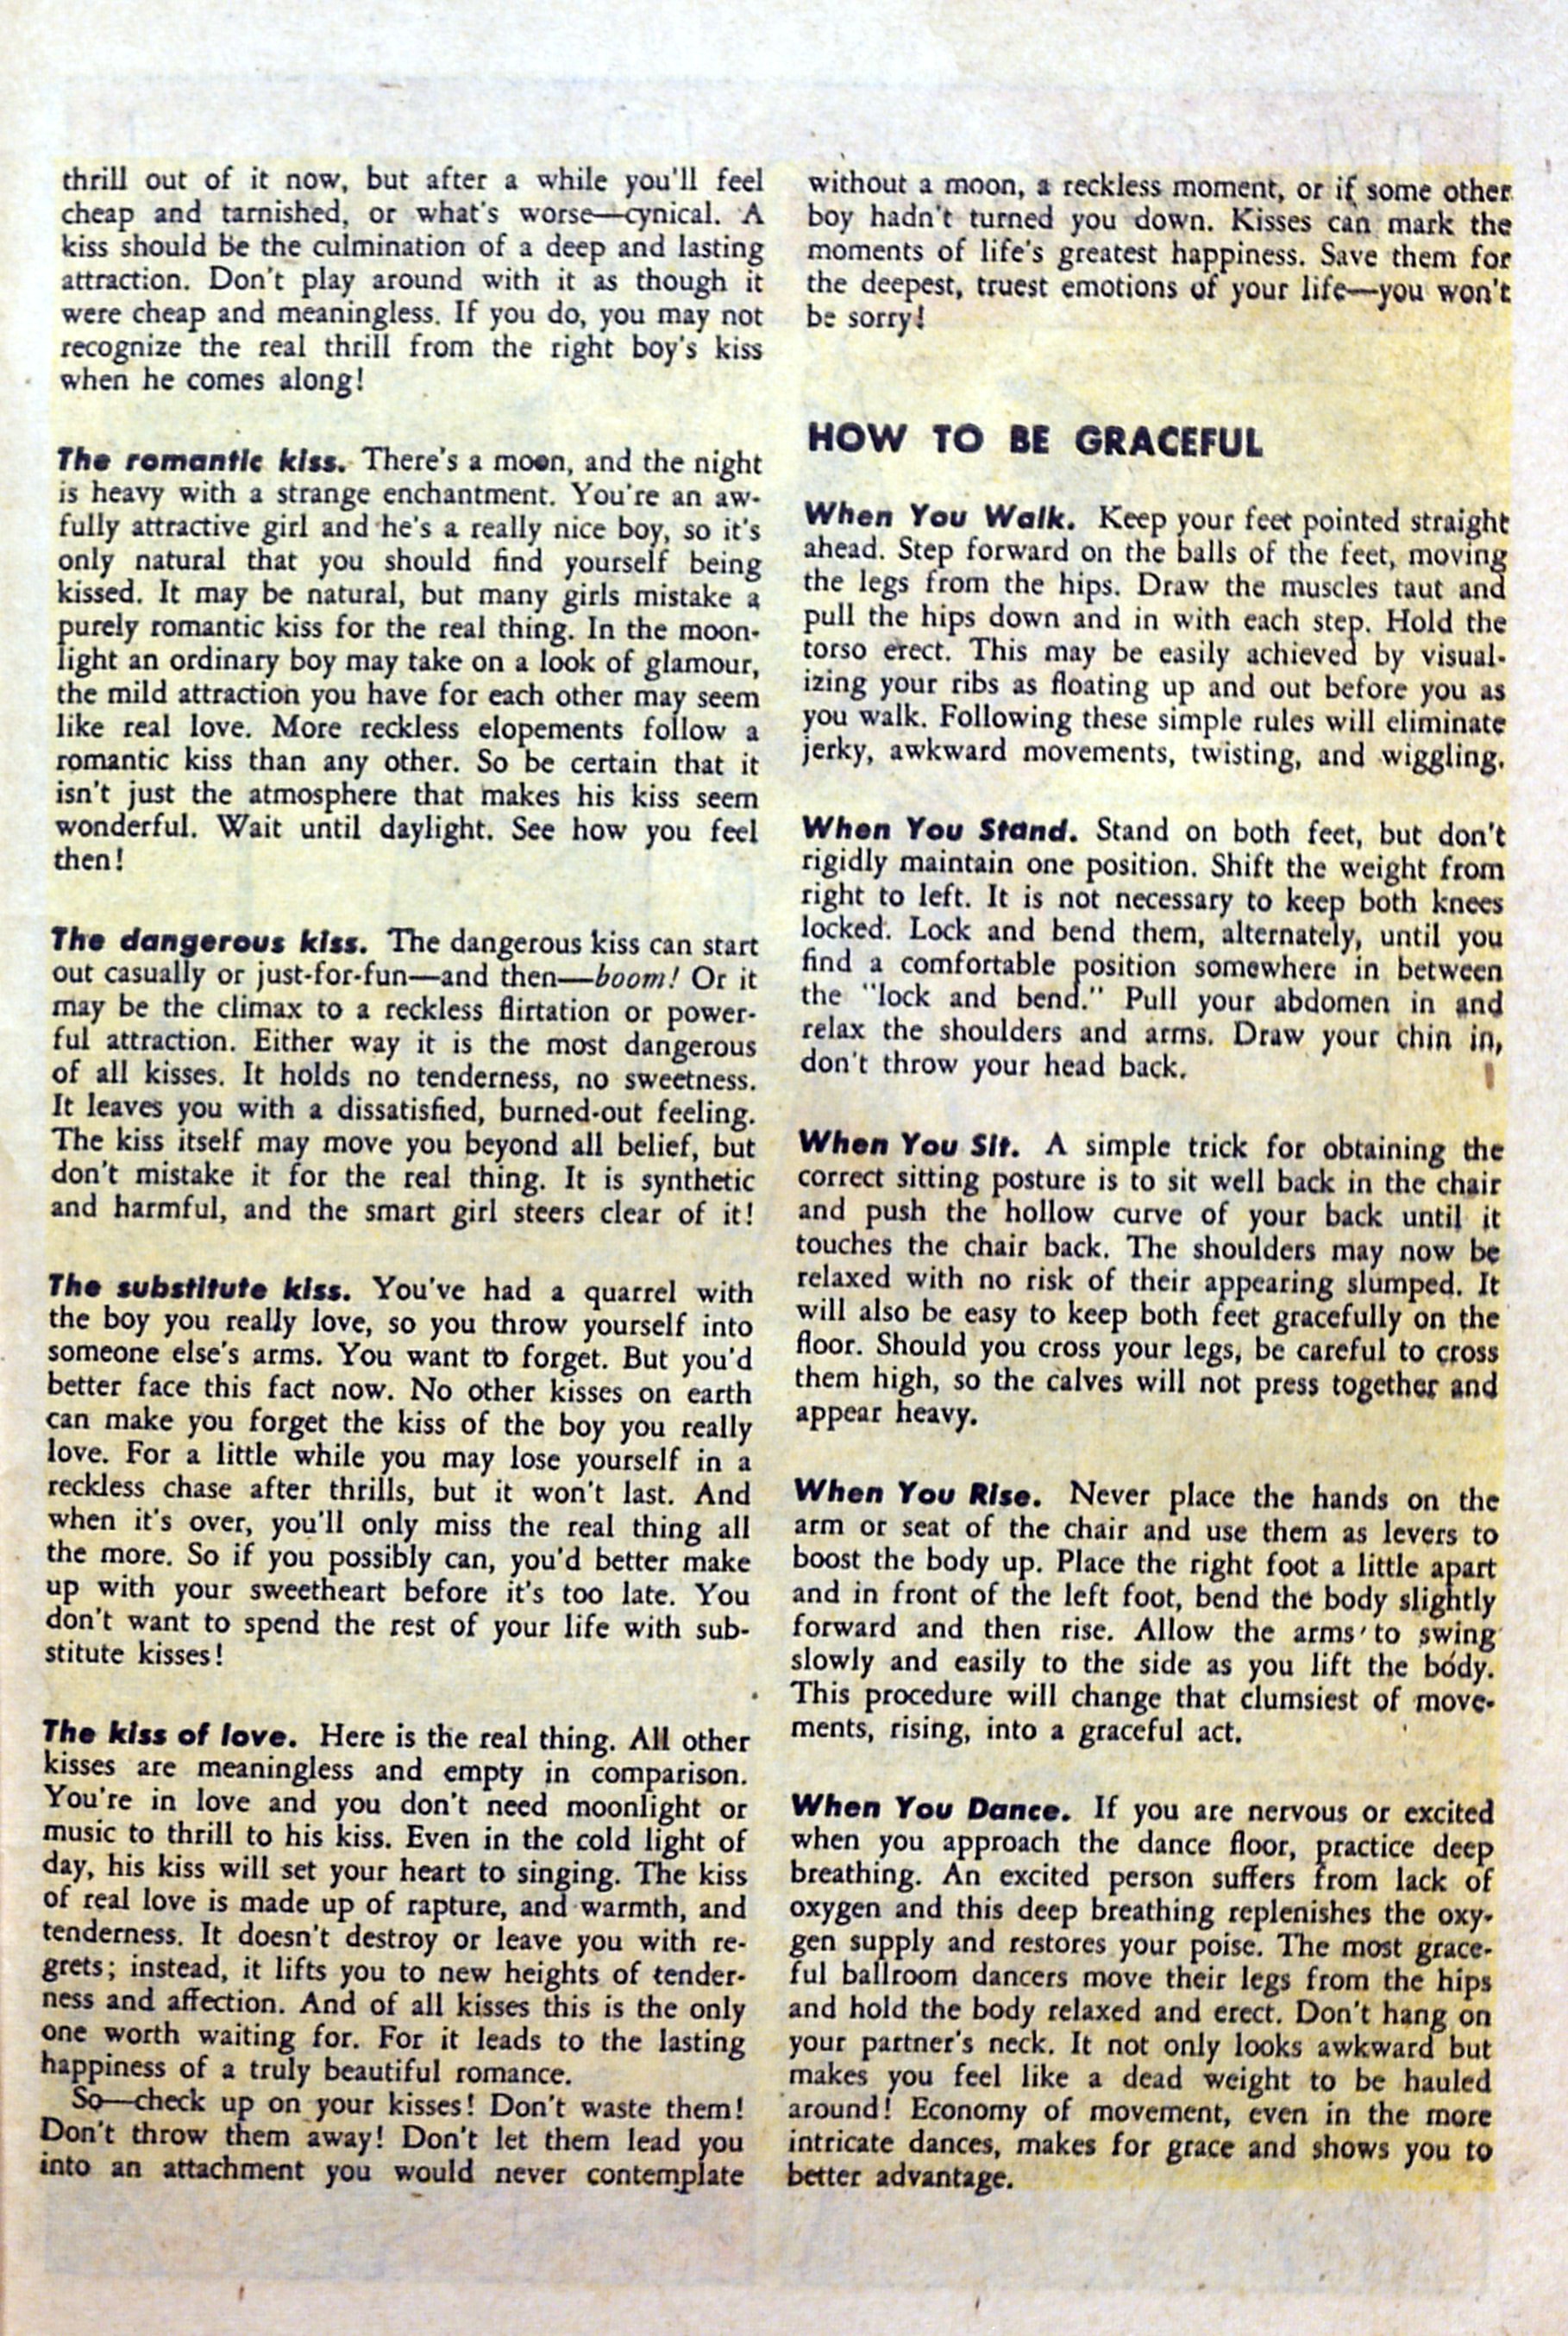 thrill out of it now, but after a while you'll feel
cheap and tarnished, or what's worse—cynical. A
kiss should be the culmination of a deep and lasting
attraction. Don't play around with it as though it
were cheap and meaningless. If you do, you may not
recognize the real thrill from the right boy's kiss
when he comes along!
The romantic kiss. There's a moon, and the night
is heavy with a strange enchantment. You're an aw-
fully attractive girl and he's a really nice boy, so it's
only natural that you should find yourself being
kissed. It may be natural, but many girls mistake a
purely romantic kiss for the real thing. In the moon-
light an ordinary boy may take on a look of glamour,
the mild attraction you have for each other may seem
like real love. More reckless elopements follow a
romantic kiss than any other. So be certain that it
isn't just the atmosphere that makes his kiss seem
wonderful. Wait until daylight. See how you feel
then!
The dangerous kiss. The dangerous kiss can start
out casually or just-for-fun—and then—boom! Or it
may be the climax to a reckless flirtation or power-
ful attraction. Either way it is the most dangerous
of all kisses. It holds no tenderness, no sweetness.
It leaves you with a dissatisfied, burned-out feeling.
The kiss itself may move you beyond all belief, but
don't mistake it for the real thing. It is synthetic
and harmful, and the smart girl steers clear of it!
The substitute kiss. You've had a quarrel with
the boy you really love, so you throw yourself into
someone else's arms. You want to forget. But you'd
better face this fact now. No other kisses on earth
can make you forget the kiss of the boy you really
love. For a little while you may lose yourself in a
reckless chase after thrills, but it won't last. And
when it's over, you'll only miss the real thing all
the more. So if you possibly can, you'd better make
up with your sweetheart before it's too late. You
don't want to spend the rest of your life with sub-
stitute kisses!
The kiss of love. Here is the real thing. All other
kisses are meaningless and empty in comparison.
You're in love and you don't need moonlight or
music to thrill to his kiss. Even in the cold light of
day, his kiss will set your heart to singing. The kiss
of real love is made up of rapture, and warmth, and
tenderness. It doesn't destroy or leave you with re-
grets; instead, it lifts you to new heights of tender-
ness and affection. And of all kisses this is the only
one worth waiting for. For it leads to the lasting
happiness of a truly beautiful romance.
So—check up on your kisses! Don't waste them!
Don't throw them away! Don't let them lead you
into an attachment you would never contemplate
without a moon, a reckless moment, or if some other
boy hadn't turned you down. Kisses can mark the
moments of life's greatest happiness. Save them for
the deepest, truest emotions of your life—you won't
be sorry!
HOW TO BE GRACEFUL
When You Walk. Keep your feet pointed straight
ahead. Step forward on the balls of the feet, moving
the legs from the hips. Draw the muscles taut and
pull the hips down and in with each step. Hold the
torso erect. This may be easily achieved by visual-
izing your ribs as floating up and out before you as
you walk. Following these simple rules will eliminate
jerky, awkward movements, twisting, and wiggling.
When You Stand. Stand on both feet, but don't
rigidly maintain one position. Shift the weight from
right to left. It is not necessary to keep both knees
locked. Lock and bend them, alternately, until you
find a comfortable position somewhere in between
the "lock and bend." Pull your abdomen in and
relax the shoulders and arms. Draw your chin in,
don't throw your head back.
When You Sit. A simple trick for obtaining the
correct sitting posture is to sit well back in the chair
and push the hollow curve of your back until it
touches the chair back. The shoulders may now be
relaxed with no risk of their appearing slumped. It
will also be easy to keep both feet gracefully on the
floor. Should you cross your legs, be careful to cross
them high, so the calves will not press together and
appear heavy.
When You Rise. Never place the hands on the
arm or seat of the chair and use them as levers to
boost the body up. Place the right foot a little apart
and in front of the left foot, bend the body slightly
forward and then rise. Allow the arms to swing
slowly and easily to the side as you lift the body.
This procedure will change that clumsiest of move-
ments, rising, into a graceful act.
When You Dance. If you are nervous or excited
when you approach the dance floor, practice deep
breathing. An excited person suffers from lack of
oxygen and this deep breathing replenishes the oxy-
gen supply and restores your poise. The most grace-
ful ballroom dancers move their legs from the hips
and hold the body relaxed and erect. Don't hang on
your partner's neck. It not only looks awkward but
makes you feel like a dead weight to be hauled
around! Economy of movement, even in the more
intricate dances, makes for grace and shows you to
better advantage.